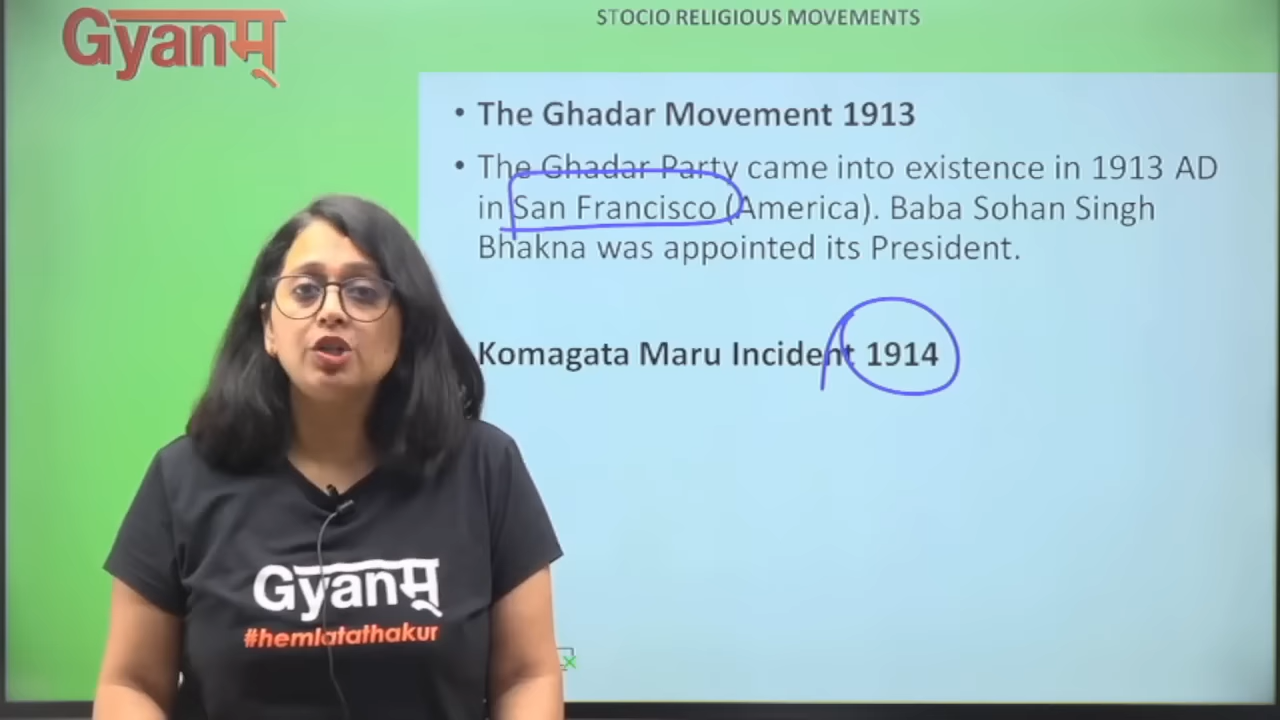 Gyanम्
STOCIO RELIGIOUS MOVEMENTS
• The Ghadar Movement 1913
• The Ghadar Party came into existence in 1913 AD
in San Francisco (America). Baba Sohan Singh
Bhakna was appointed its President.
Komagata Maru Incident 1914
Gyanम्
#hemlatathakur